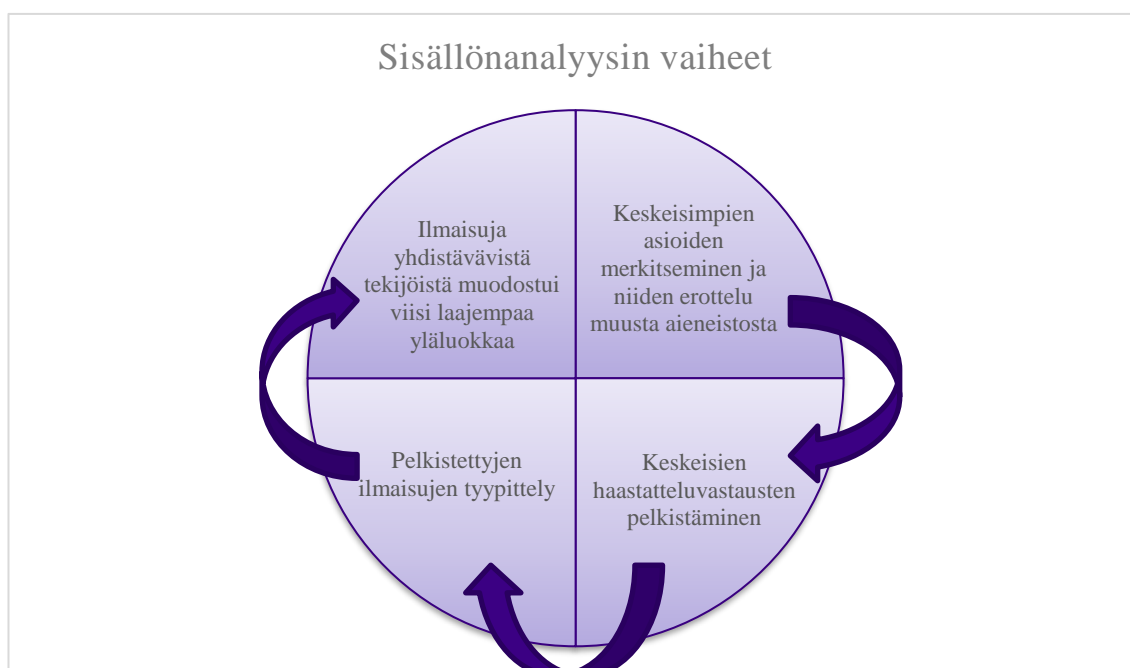 Sisällönanalyysin vaiheet
Ilmaisuja
yhdistävävistä
tekijöistä muodostui
viisi laajempaa
yläluokkaa
Keskeisimpien
asioiden
merkitseminen ja
niiden erottelu
muusta aieneistosta
Pelkistettyjen
ilmaisujen tyypittely
Keskeisien
haastatteluvastausten
pelkistäminen